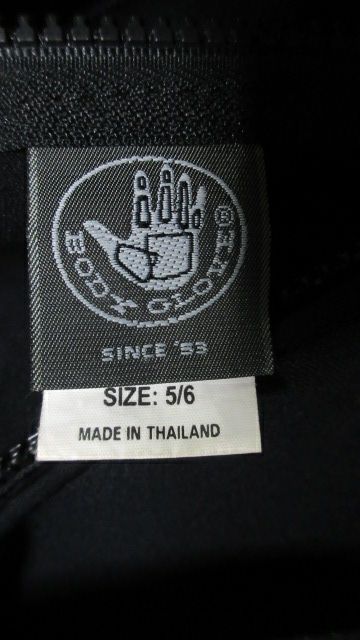 BODY GLOVE®
SINCE '53
SIZE: 5/6
MADE IN THAILAND